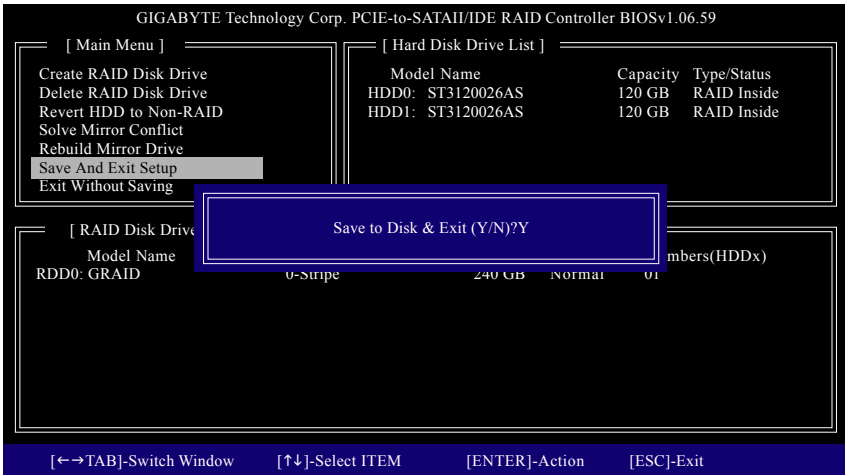 GIGABYTE Technology Corp. PCIE-to-SATAII/IDE RAID Controller BIOSv1.06.59
[ Main Menu ]
Create RAID Disk Drive
Delete RAID Disk Drive
Revert HDD to Non-RAID
Solve Mirror Conflict
Rebuild Mirror Drive
Save And Exit Setup
Exit Without Saving
[ Hard Disk Drive List ]
Model Name Capacity Type/Status
HDD0: ST3120026AS 120 GB RAID Inside
HDD1: ST3120026AS 120 GB RAID Inside
Save to Disk & Exit (Y/N)?Y
[ RAID Disk Drive
Model Name mbers(HDDx)
RDD0: GRAID 0-Stripe 240 GB Normal 01
[←→TAB]-Switch Window [↑↓]-Select ITEM [ENTER]-Action [ESC]-Exit